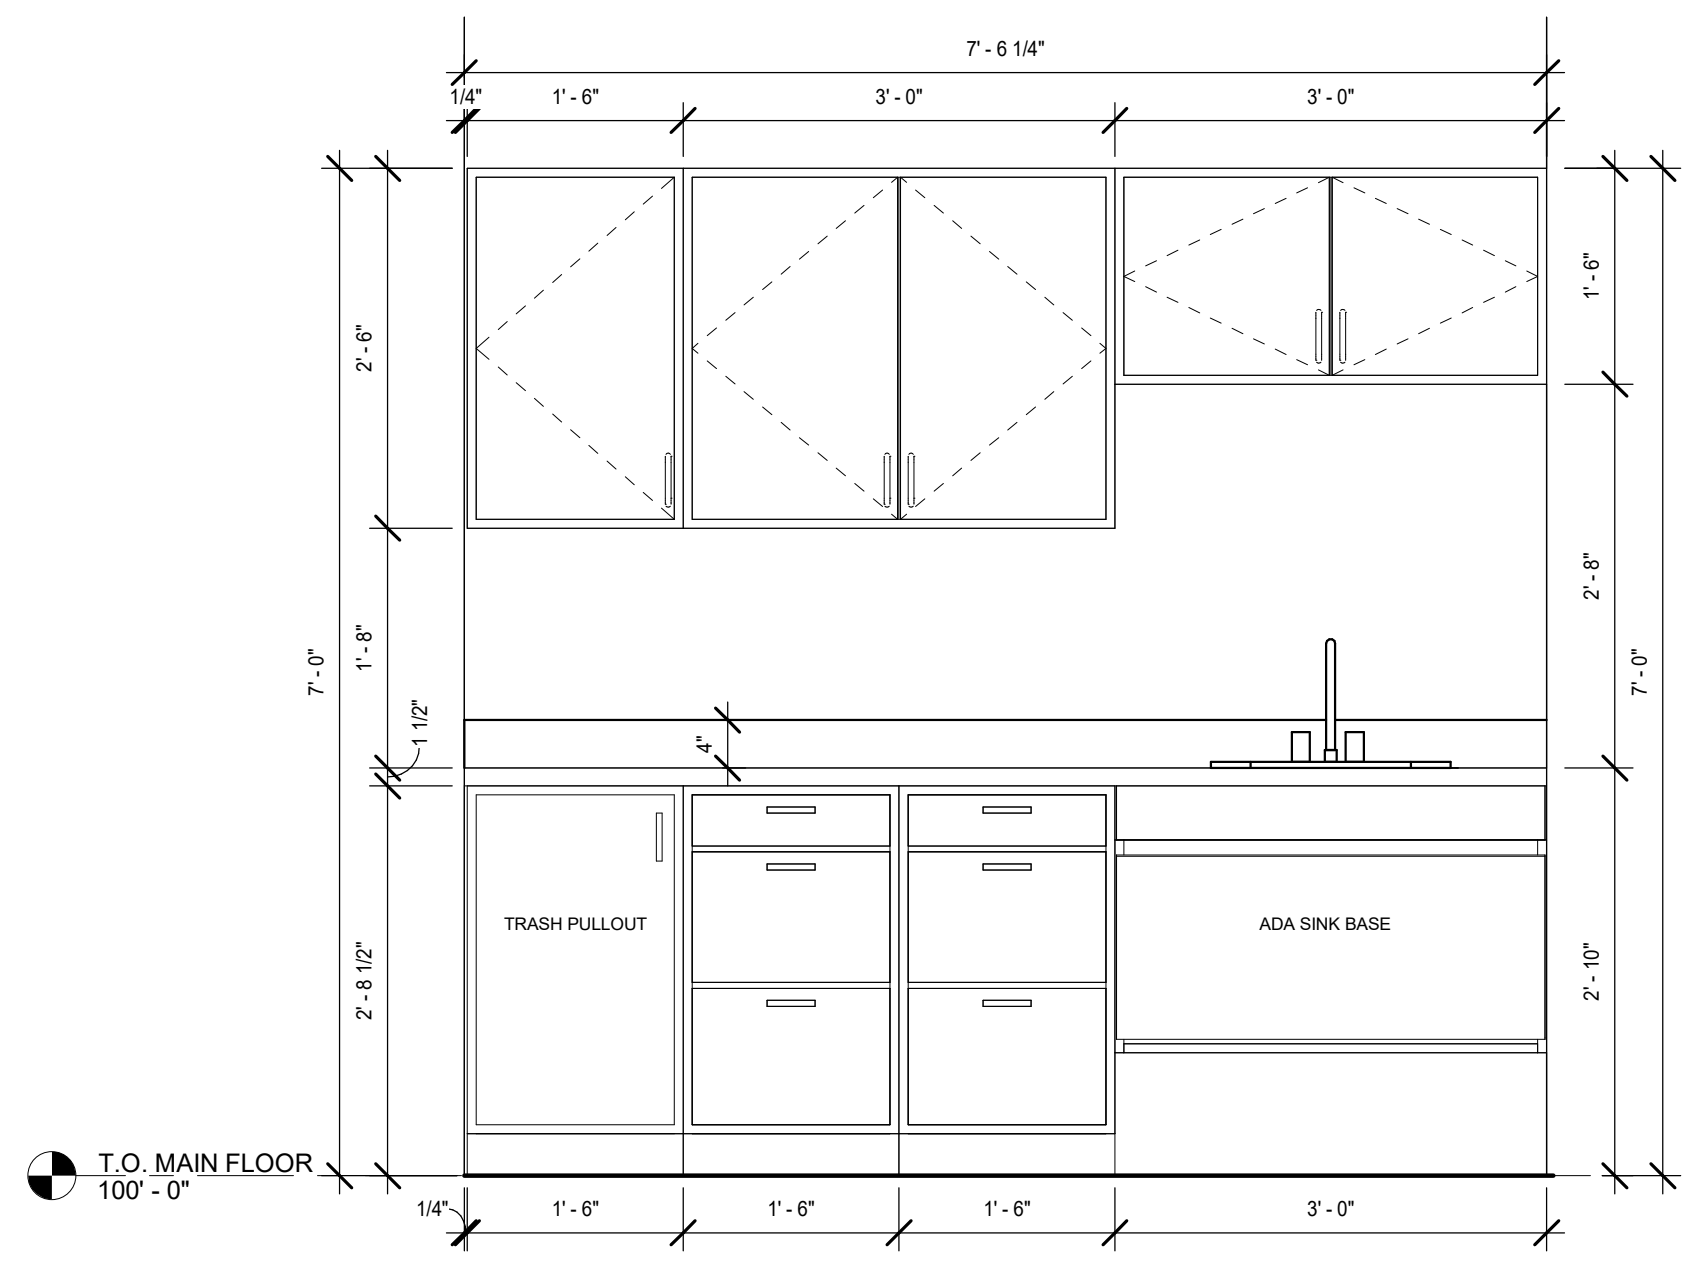 7' - 6 1/4"
1/4"
1' - 6"
3' - 0"
3' - 0"
2' - 6"
1' - 6"
1' - 8"
7' - 0"
2' - 8"
7' - 0"
1 1/2"
4"
TRASH PULLOUT
ADA SINK BASE
2' - 8 1/2"
2' - 10"
T.O. MAIN FLOOR
100' - 0"
1/4"
1' - 6"
1' - 6"
1' - 6"
3' - 0"